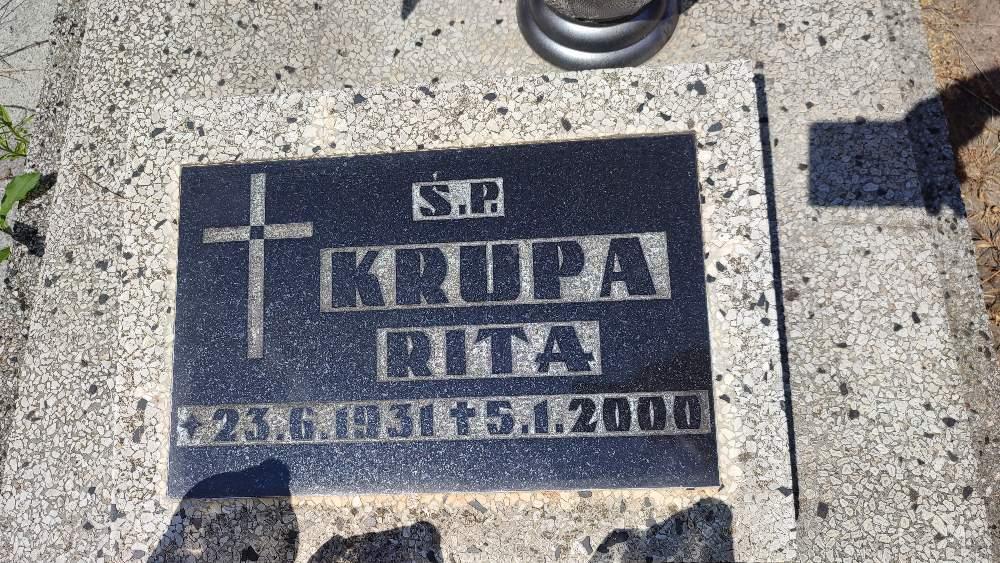 Ś.P.
KRUPA
RITA
✦ 23.6.1931 ✝ 5.1.2000